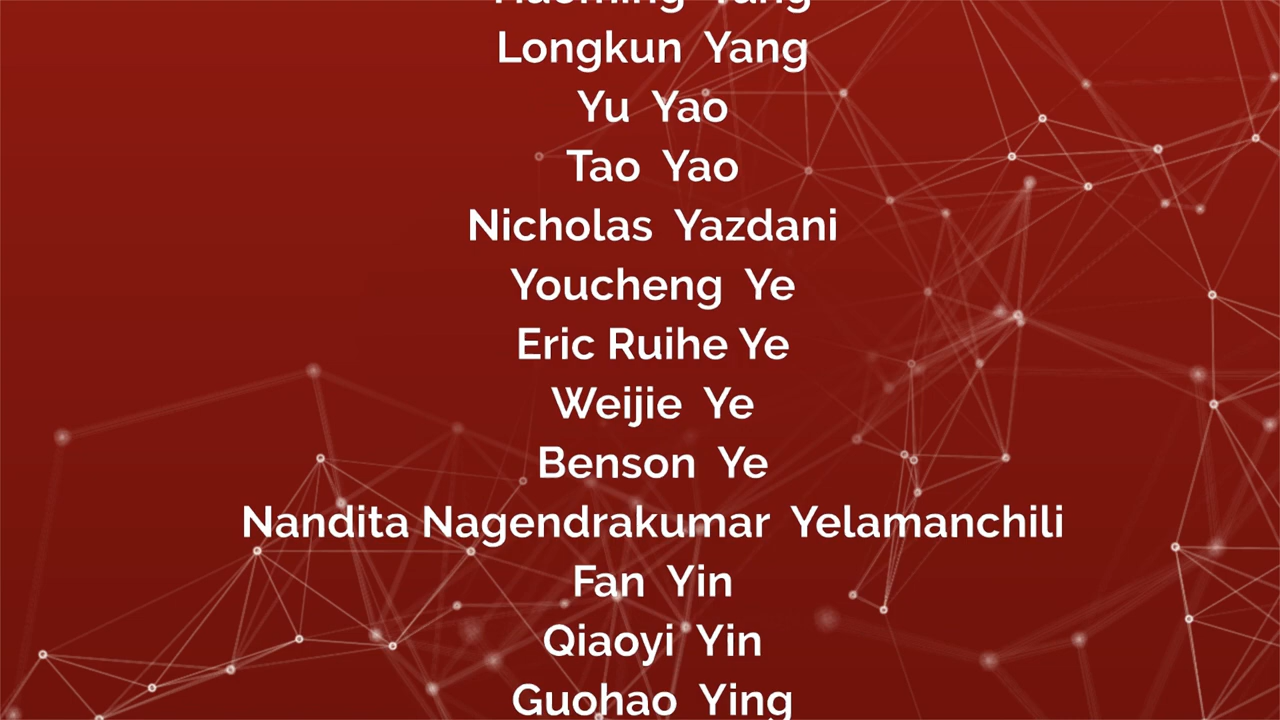 Yang
Longkun Yang
Yu Yao
Tao Yao
Nicholas Yazdani
Youcheng Ye
Eric Ruihe Ye
Weijie Ye
Benson Ye
Nandita Nagendrakumar Yelamanchili
Fan Yin
Qiaoyi Yin
Guohao Ying